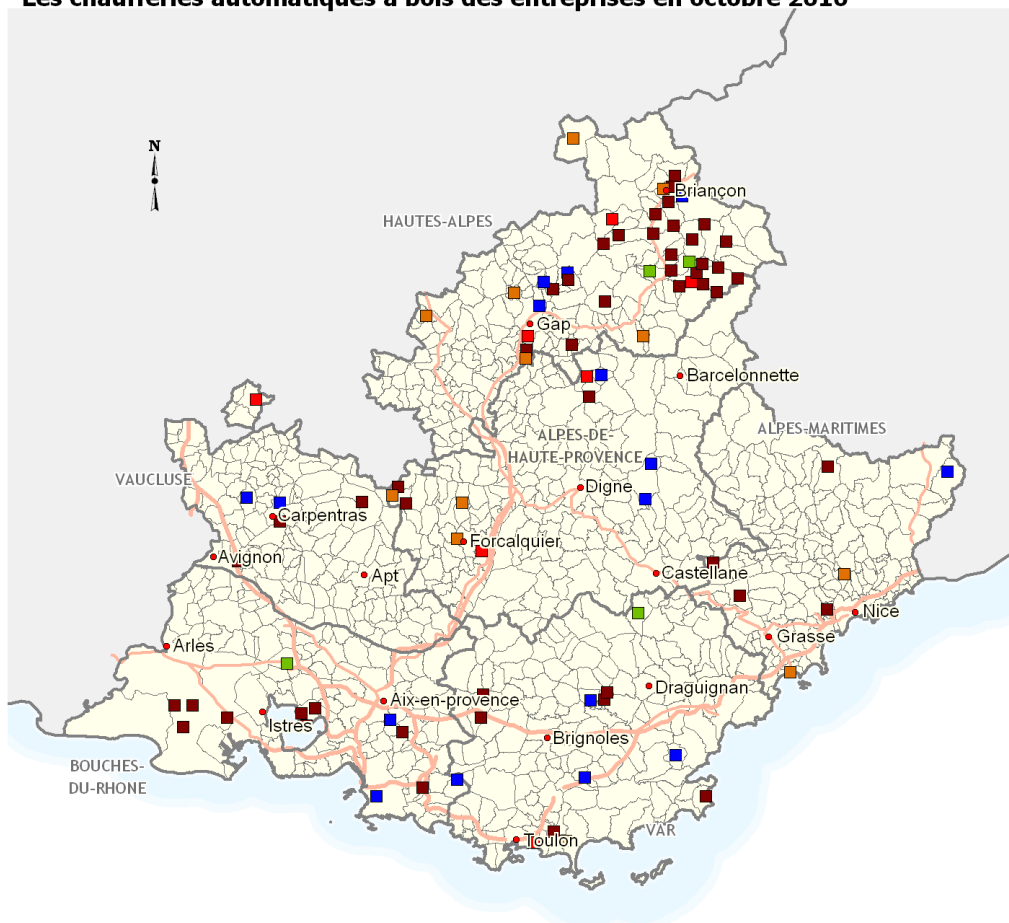 Les chaufferies automatiques à bois des entreprises en octobre 2016
N
Briançon
HAUTES-ALPES
Gap
Barcelonnette
ALPES-MARITIMES
ALPES-DE-
HAUTE-PROVENCE
VAUCLUSE
Digne
Carpentras
Forcalquier
Avignon
Apt
Castellane
Nice
Grasse
Arles
Draguignan
Aix-en-provence
Istres
Brignoles
BOUCHES-
DU-RHONE
VAR
Toulon